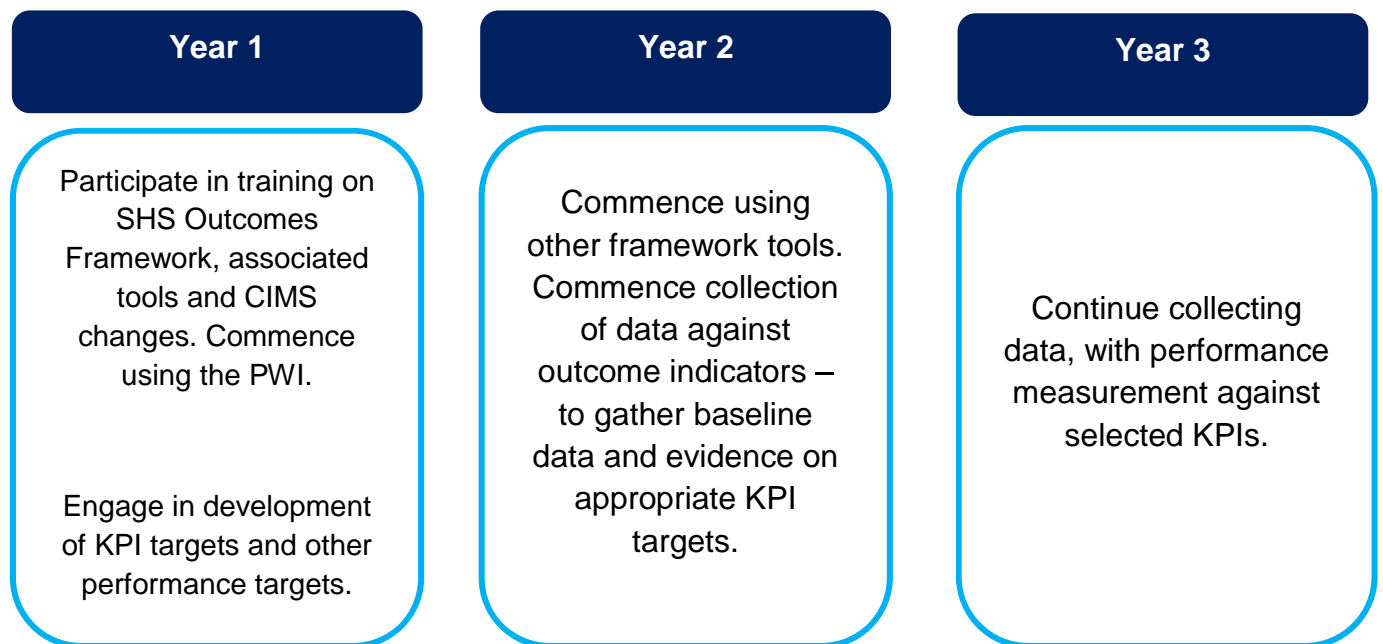 Year 1
Participate in training on
SHS Outcomes
Framework, associated
tools and CIMS
changes. Commence
using the PWI.
Engage in development
of KPI targets and other
performance targets.
Year 2
Commence using
other framework tools.
Commence collection
of data against
outcome indicators –
to gather baseline
data and evidence on
appropriate KPI
targets.
Year 3
Continue collecting
data, with performance
measurement against
selected KPIs.